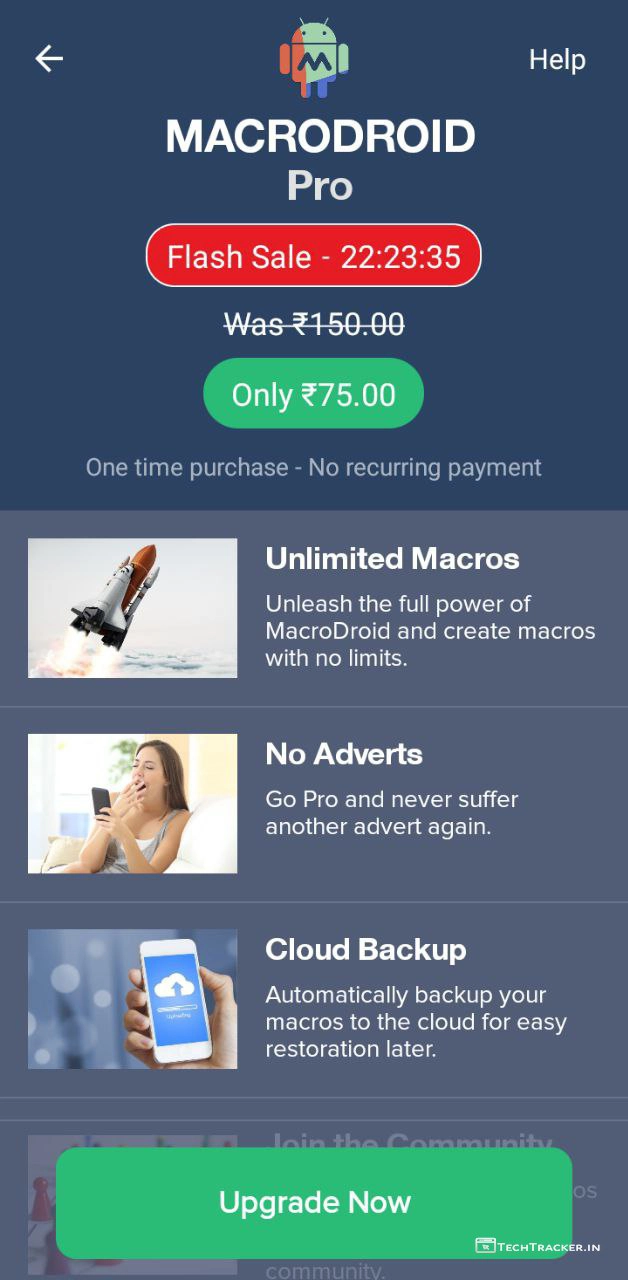 Help
MACRODROID
Pro
Flash Sale - 22:23:35
Was ₹150.00
Only ₹75.00
One time purchase - No recurring payment
Unlimited Macros
Unleash the full power of
MacroDroid and create macros
with no limits.
No Adverts
Go Pro and never suffer
another advert again.
Cloud Backup
Uploading
Automatically backup your
macros to the cloud for easy
restoration later.
Join the Community
os
Upgrade Now
TECHTRACKER.IN
community.